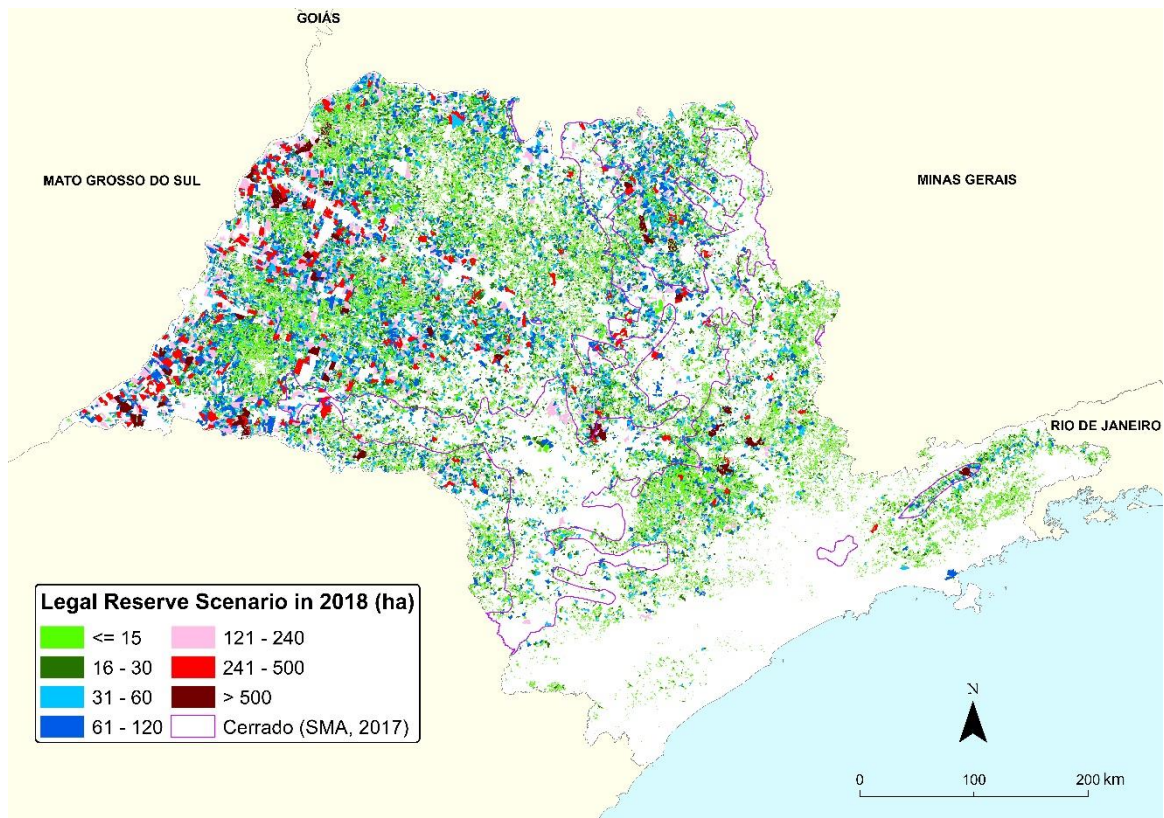 GOIÁS
MATO GROSSO DO SUL
MINAS GERAIS
RIO DE JANEIRO
Legal Reserve Scenario in 2018 (ha)
<= 15
16 - 30
31 - 60
61 - 120
121 - 240
241 - 500
> 500
Cerrado (SMA, 2017)
N
0 100 200 km